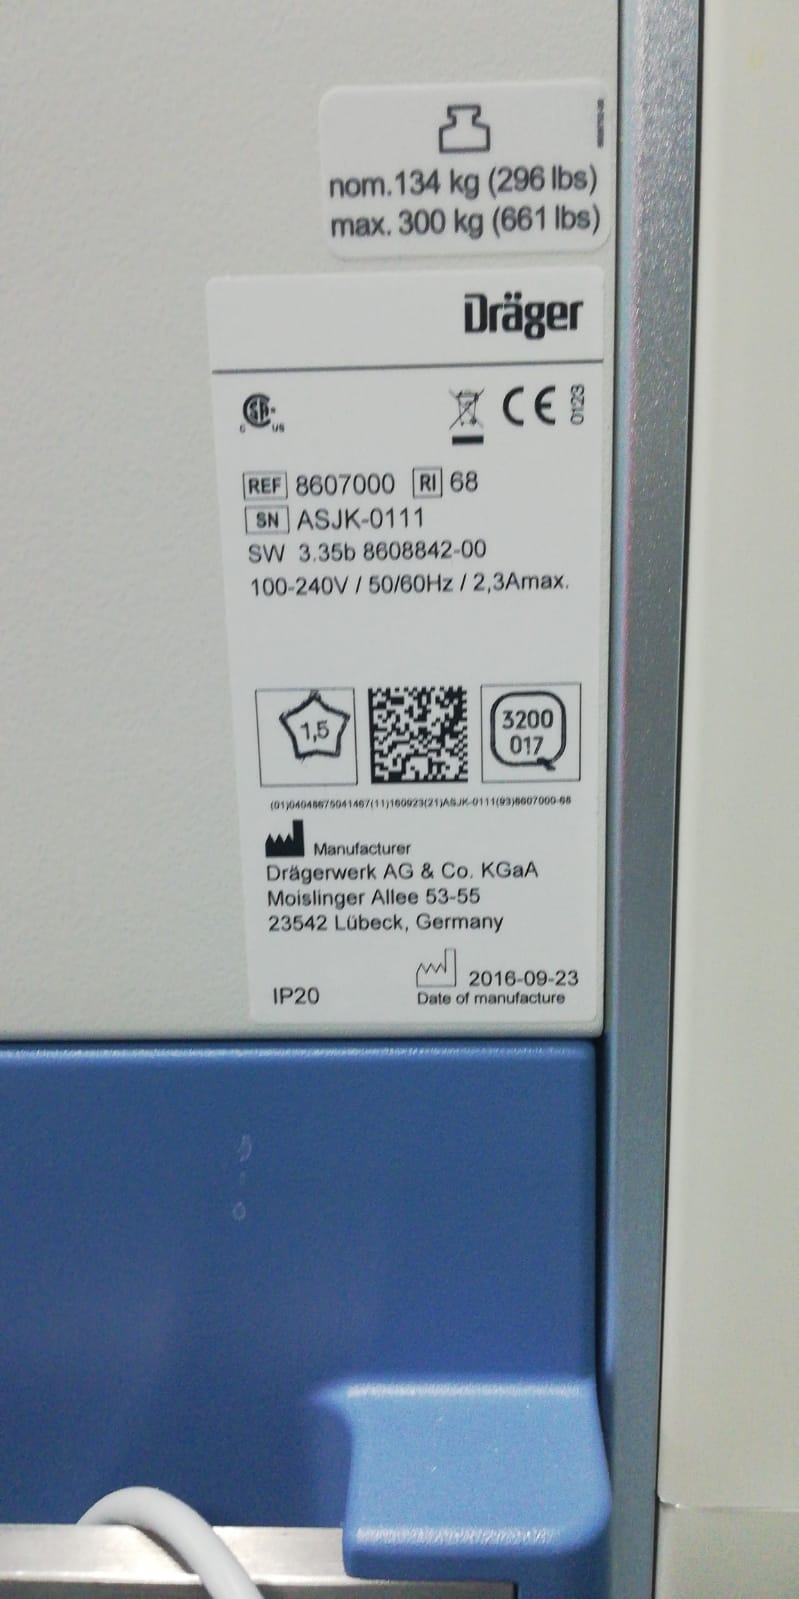 nom.134 kg (296 lbs)
max. 300 kg (661 lbs)
Dräger
C US
CE 0123
REF 8607000 RI 68
SN ASJK-0111
SW 3.35b 8608842-00
100-240V / 50/60Hz / 2,3Amax.
1,5
3200
017
(01)04048675041467(11)160923(21)ASJK-0111(93)8607000-68
Manufacturer
Drägerwerk AG & Co. KGaA
Moislinger Allee 53-55
23542 Lübeck, Germany
2016-09-23
IP20
Date of manufacture